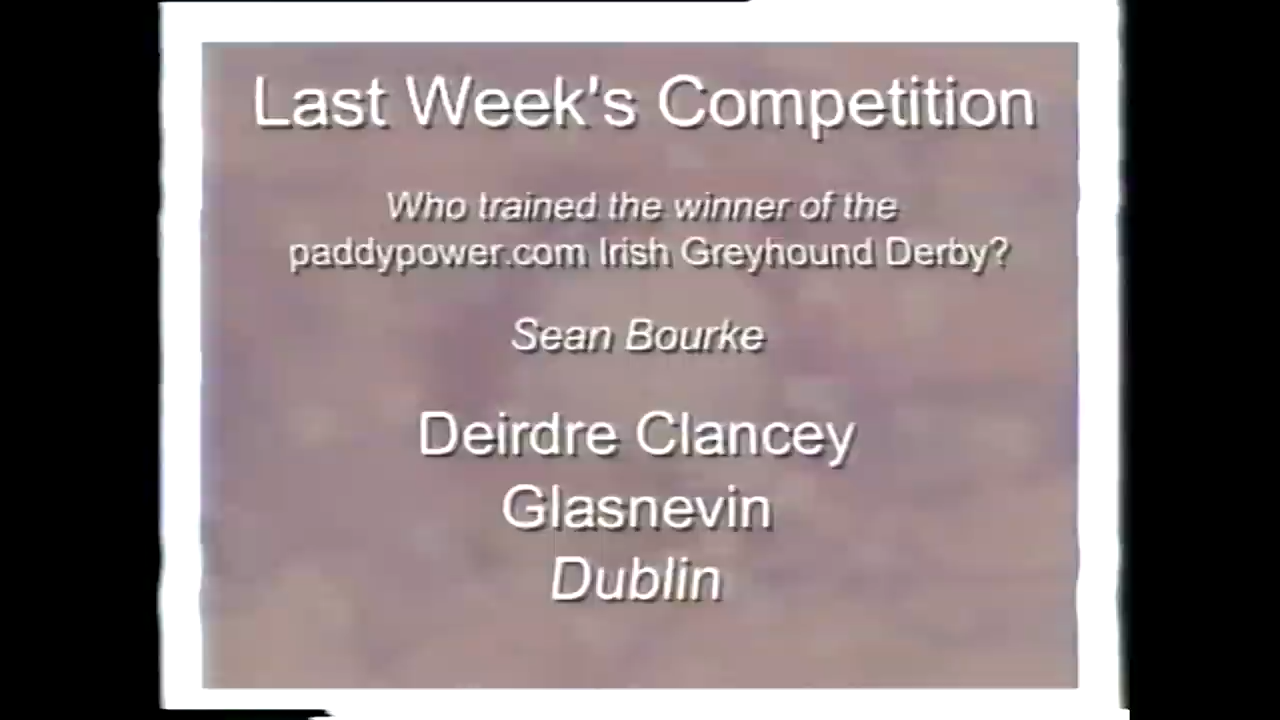 Last Week's Competition
Who trained the winner of the
paddypower.com Irish Greyhound Derby?
Sean Bourke
Deirdre Clancey
Glasnevin
Dublin